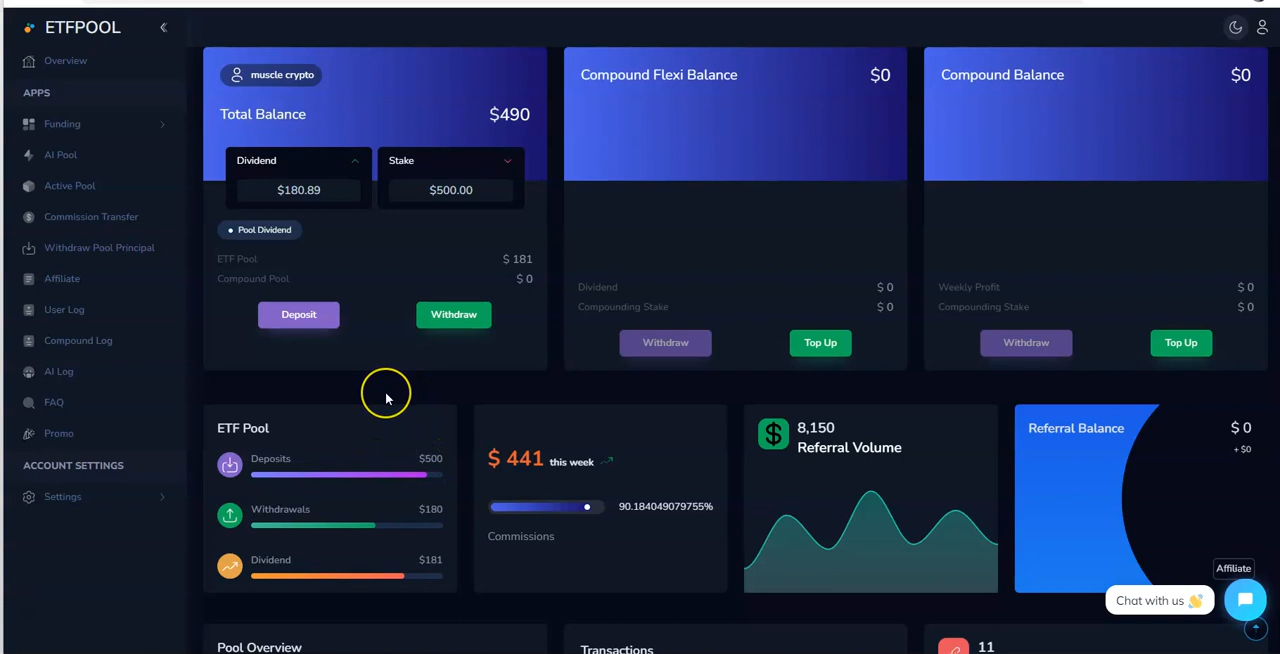 ETFPOOL
Overview
APPS
Funding
AI Pool
Active Pool
Commission Transfer
Withdraw Pool Principal
Affiliate
User Log
Compound Log
AI Log
FAQ
Promo
ACCOUNT SETTINGS
Settings
muscle crypto
Total Balance $490
Dividend
$180.89
Stake
$500.00
Pool Dividend
ETF Pool $ 181
Compound Pool $ 0
Deposit Withdraw
Compound Flexi Balance $0
Dividend $ 0
Compounding Stake $ 0
Withdraw Top Up
Compound Balance $0
Weekly Profit $ 0
Compounding Stake $ 0
Withdraw Top Up
ETF Pool
Deposits $500
Withdrawals $180
Dividend $181
$ 441 this week
90.184049079755%
Commissions
$ 8,150
Referral Volume
Referral Balance $ 0
+ $0
Affiliate
Chat with us 👋
Pool Overview
Transactions
11